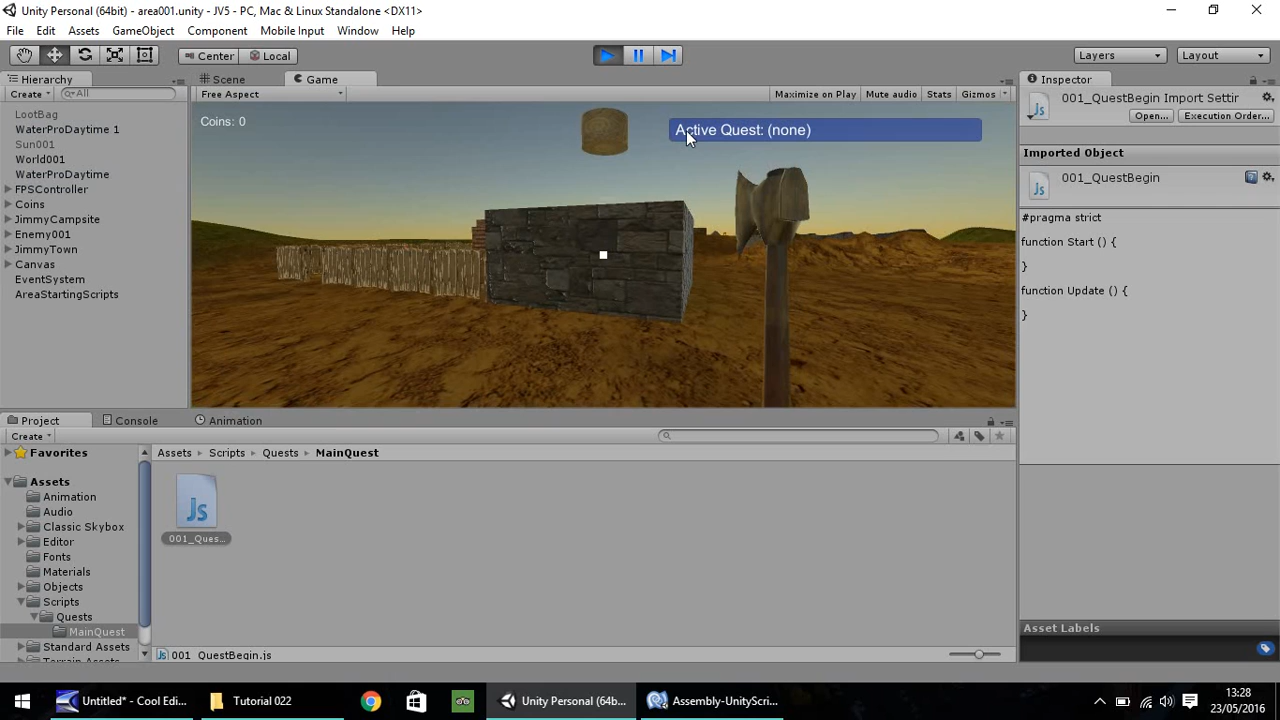 Unity Personal (64bit) - area001.unity - JV5 - PC, Mac & Linux Standalone <DX11>
File Edit Assets GameObject Component Mobile Input Window Help
Center Local Layers Layout
Hierarchy Scene Game Inspector
Create All Free Aspect Maximize on Play Mute audio Stats Gizmos
LootBag
WaterProDaytime 1
Sun001
World001
WaterProDaytime
FPSController
Coins
JimmyCampsite
Enemy001
JimmyTown
Canvas
EventSystem
AreaStartingScripts
Coins: 0
Active Quest: (none)
001_QuestBegin Import Settir
Open... Execution Order...
Imported Object
001_QuestBegin
#pragma strict
function Start () {
}
function Update () {
}
Asset Labels
Project Console Animation
Create
Favorites
Assets
Animation
Audio
Classic Skybox
Editor
Fonts
Materials
Objects
Scripts
Quests
MainQuest
Standard Assets
Assets Scripts Quests MainQuest
Js
001_Ques...
001_QuestBegin.js
Untitled* - Cool Edi... Tutorial 022 Unity Personal (64b... Assembly-UnityScri...
13:28
23/05/2016